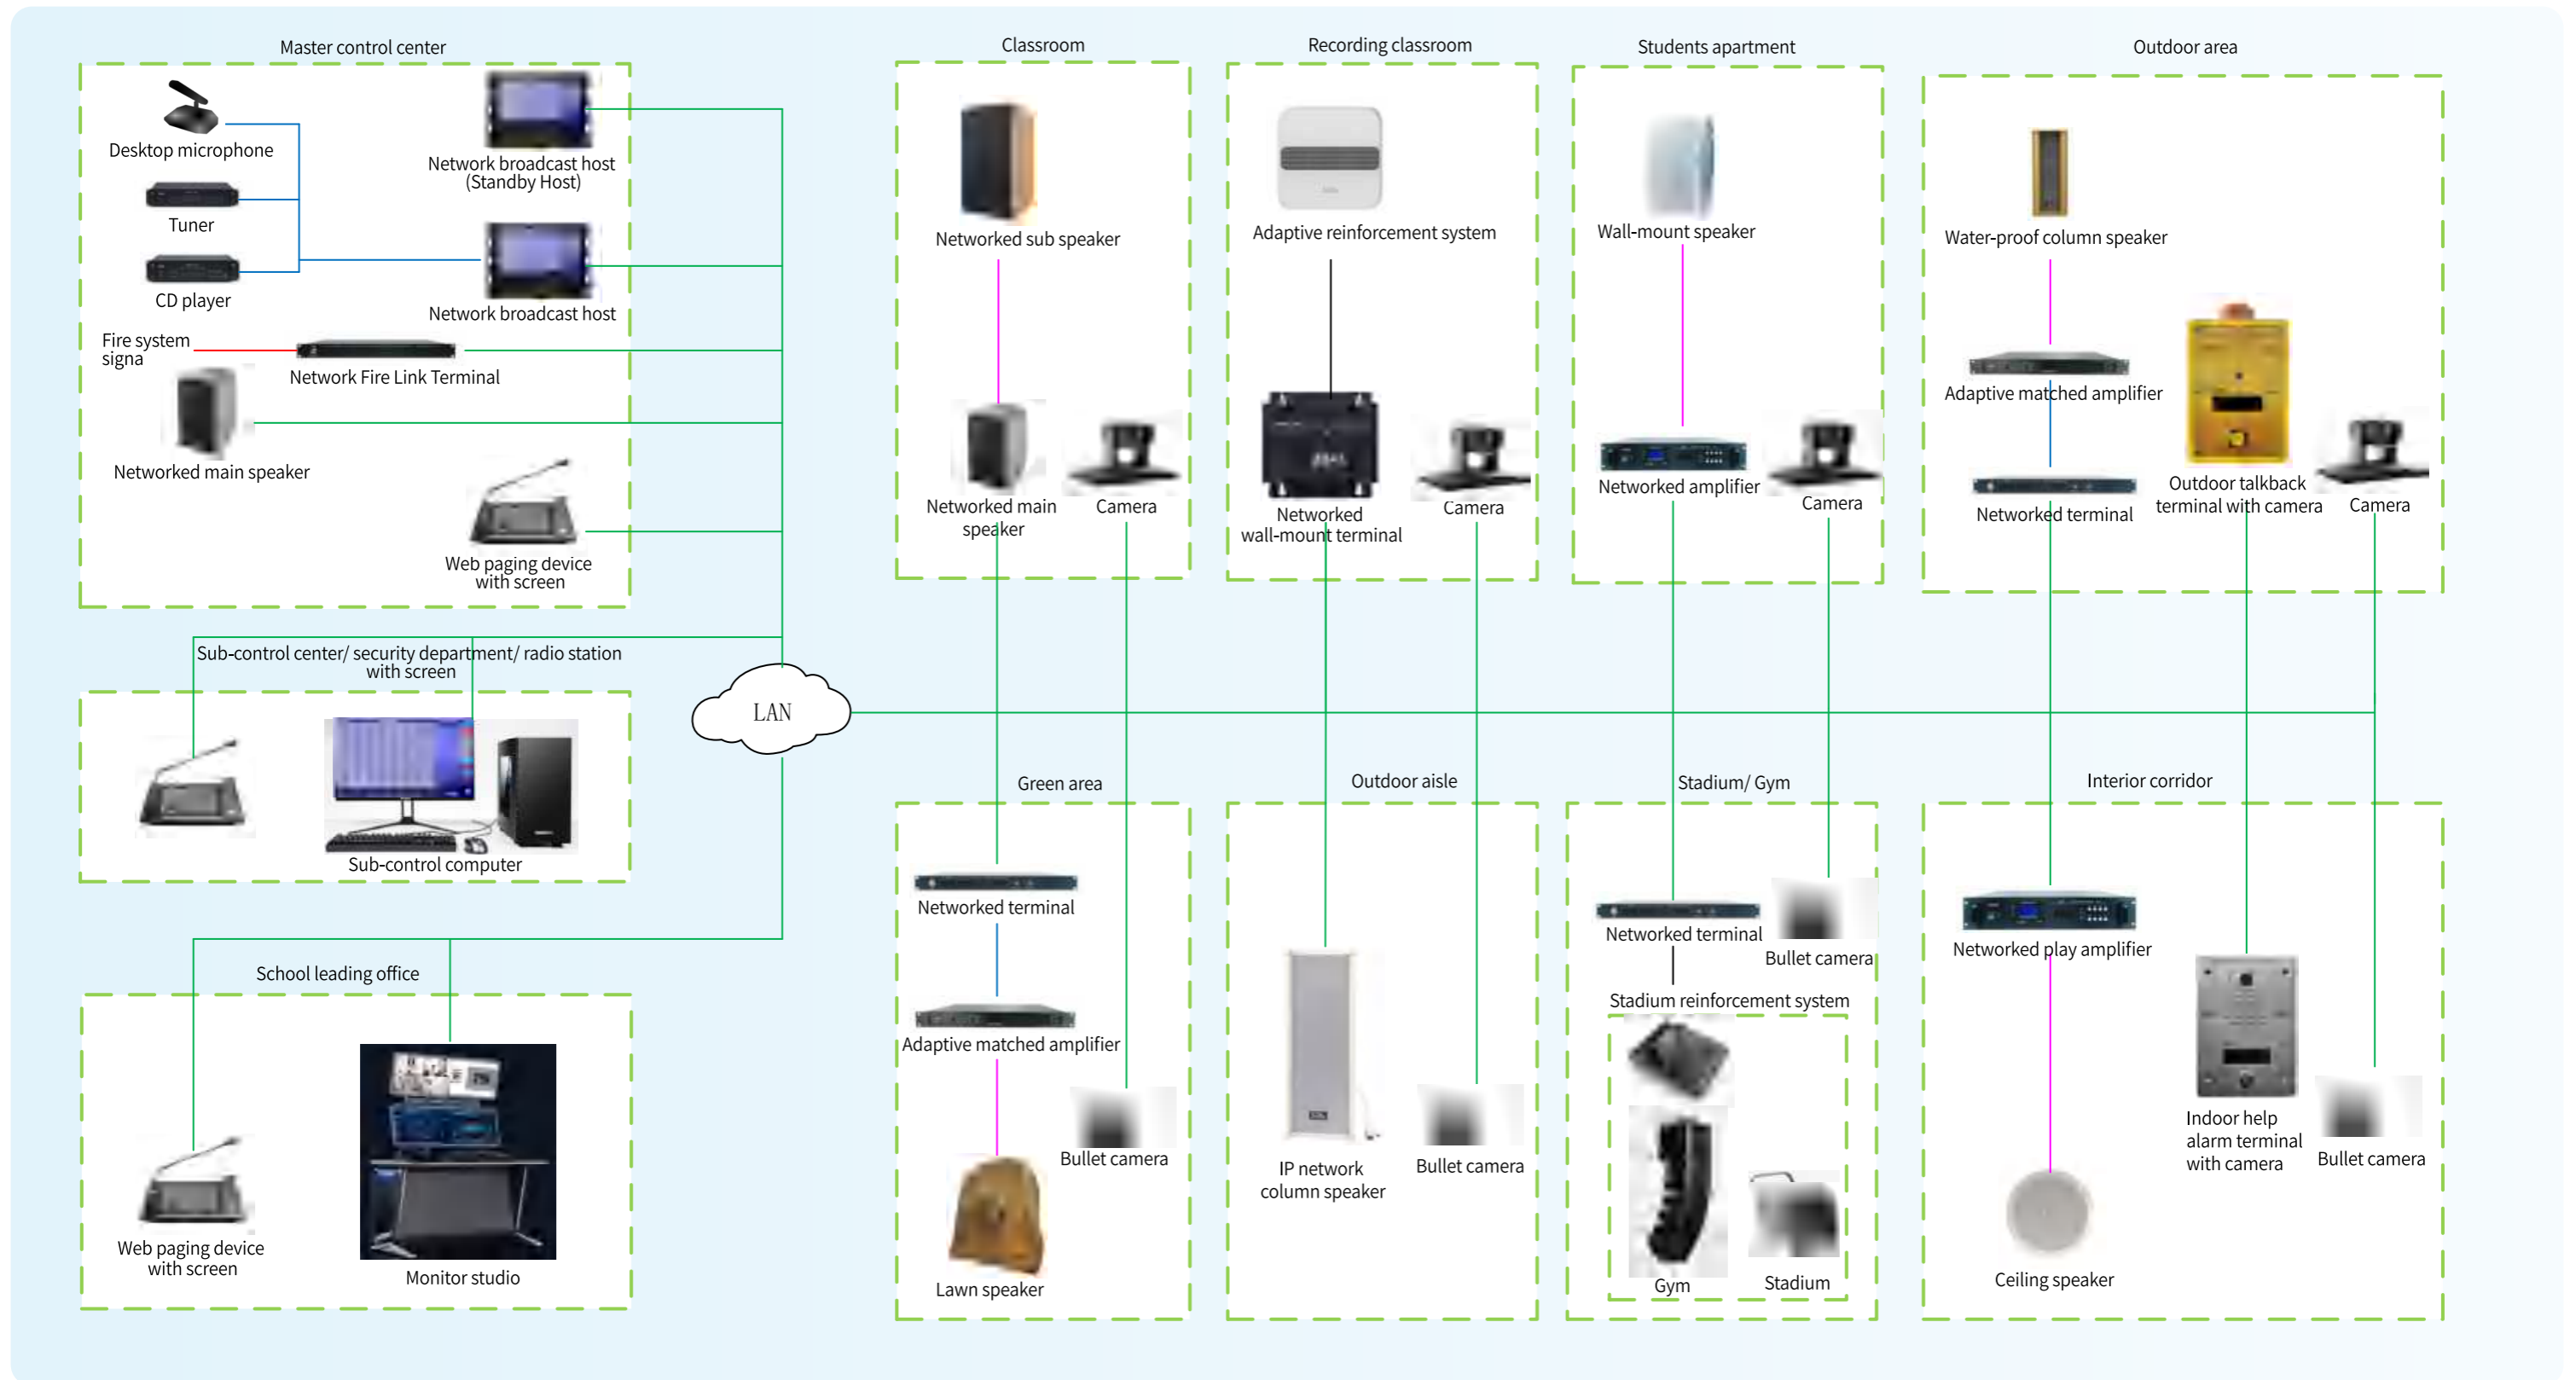 Master control center
Desktop microphone
Tuner
CD player
Network broadcast host
(Standby Host)
Network broadcast host
Fire system
signa
Network Fire Link Terminal
Networked main speaker
Web paging device
with screen
Sub-control center/ security department/ radio station
with screen
Sub-control computer
School leading office
Web paging device
with screen
Monitor studio
LAN
Classroom
Networked sub speaker
Networked main
speaker
Camera
Recording classroom
Adaptive reinforcement system
Networked
wall-mount terminal
Camera
Students apartment
Wall-mount speaker
Networked amplifier
Camera
Outdoor area
Water-proof column speaker
Adaptive matched amplifier
Networked terminal
Outdoor talkback
terminal with camera
Camera
Green area
Networked terminal
Adaptive matched amplifier
Lawn speaker
Bullet camera
Outdoor aisle
IP network
column speaker
Bullet camera
Stadium/ Gym
Networked terminal
Bullet camera
Stadium reinforcement system
Gym
Stadium
Interior corridor
Networked play amplifier
Ceiling speaker
Indoor help
alarm terminal
with camera
Bullet camera